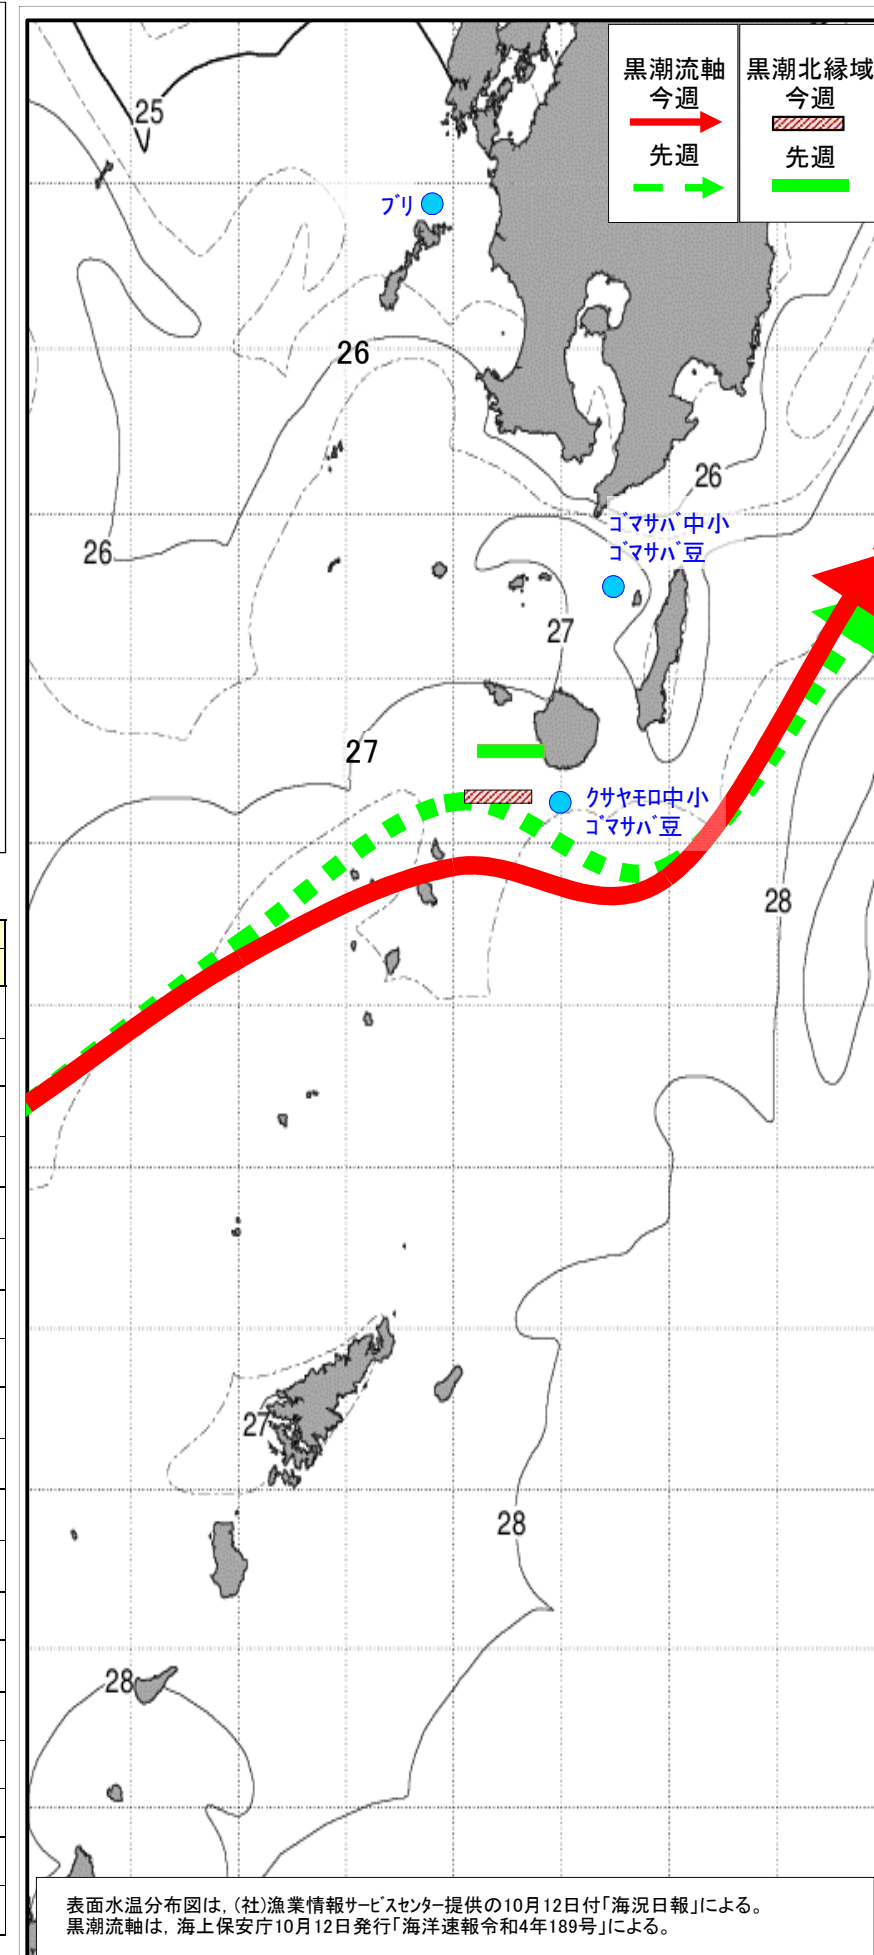 黒潮流軸
今週
先週
黒潮北縁域
今週
先週
25
ブリ
26
26
26
ｺﾞﾏｻﾊﾞ中小
ｺﾞﾏｻﾊﾞ豆
27
27
ｸｻﾔﾓﾛ中小
ｺﾞﾏｻﾊﾞ豆
28
27
28
28
表面水温分布図は，(社)漁業情報サービスセンター提供の10月12日付「海況日報」による。
黒潮流軸は，海上保安庁10月12日発行「海洋速報令和4年189号」による。